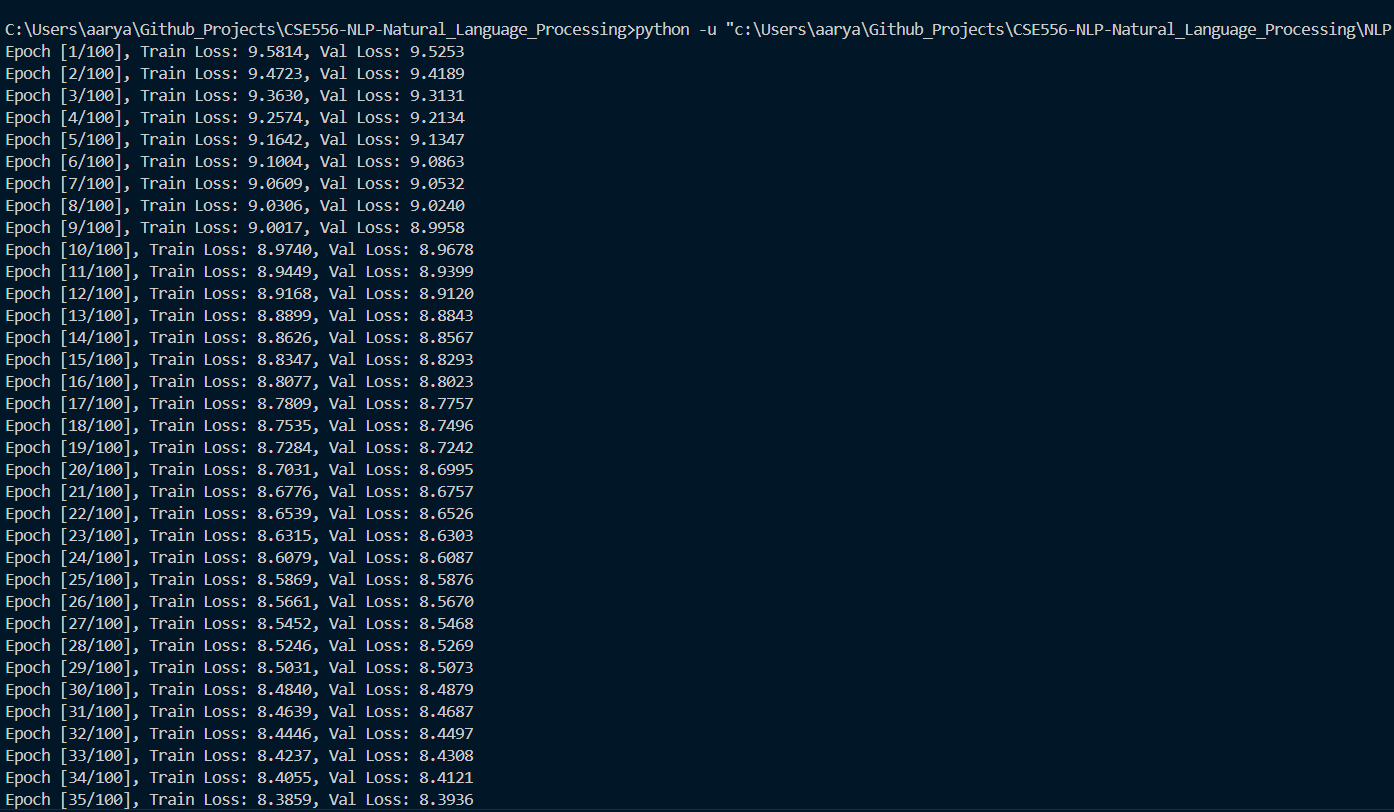 C:\Users\aarya\Github_Projects\CSE556-NLP-Natural_Language_Processing>python -u "c:\Users\aarya\Github_Projects\CSE556-NLP-Natural_Language_Processing\NLP
Epoch [1/100], Train Loss: 9.5814, Val Loss: 9.5253
Epoch [2/100], Train Loss: 9.4723, Val Loss: 9.4189
Epoch [3/100], Train Loss: 9.3630, Val Loss: 9.3131
Epoch [4/100], Train Loss: 9.2574, Val Loss: 9.2134
Epoch [5/100], Train Loss: 9.1642, Val Loss: 9.1347
Epoch [6/100], Train Loss: 9.1004, Val Loss: 9.0863
Epoch [7/100], Train Loss: 9.0609, Val Loss: 9.0532
Epoch [8/100], Train Loss: 9.0306, Val Loss: 9.0240
Epoch [9/100], Train Loss: 9.0017, Val Loss: 8.9958
Epoch [10/100], Train Loss: 8.9740, Val Loss: 8.9678
Epoch [11/100], Train Loss: 8.9449, Val Loss: 8.9399
Epoch [12/100], Train Loss: 8.9168, Val Loss: 8.9120
Epoch [13/100], Train Loss: 8.8899, Val Loss: 8.8843
Epoch [14/100], Train Loss: 8.8626, Val Loss: 8.8567
Epoch [15/100], Train Loss: 8.8347, Val Loss: 8.8293
Epoch [16/100], Train Loss: 8.8077, Val Loss: 8.8023
Epoch [17/100], Train Loss: 8.7809, Val Loss: 8.7757
Epoch [18/100], Train Loss: 8.7535, Val Loss: 8.7496
Epoch [19/100], Train Loss: 8.7284, Val Loss: 8.7242
Epoch [20/100], Train Loss: 8.7031, Val Loss: 8.6995
Epoch [21/100], Train Loss: 8.6776, Val Loss: 8.6757
Epoch [22/100], Train Loss: 8.6539, Val Loss: 8.6526
Epoch [23/100], Train Loss: 8.6315, Val Loss: 8.6303
Epoch [24/100], Train Loss: 8.6079, Val Loss: 8.6087
Epoch [25/100], Train Loss: 8.5869, Val Loss: 8.5876
Epoch [26/100], Train Loss: 8.5661, Val Loss: 8.5670
Epoch [27/100], Train Loss: 8.5452, Val Loss: 8.5468
Epoch [28/100], Train Loss: 8.5246, Val Loss: 8.5269
Epoch [29/100], Train Loss: 8.5031, Val Loss: 8.5073
Epoch [30/100], Train Loss: 8.4840, Val Loss: 8.4879
Epoch [31/100], Train Loss: 8.4639, Val Loss: 8.4687
Epoch [32/100], Train Loss: 8.4446, Val Loss: 8.4497
Epoch [33/100], Train Loss: 8.4237, Val Loss: 8.4308
Epoch [34/100], Train Loss: 8.4055, Val Loss: 8.4121
Epoch [35/100], Train Loss: 8.3859, Val Loss: 8.3936